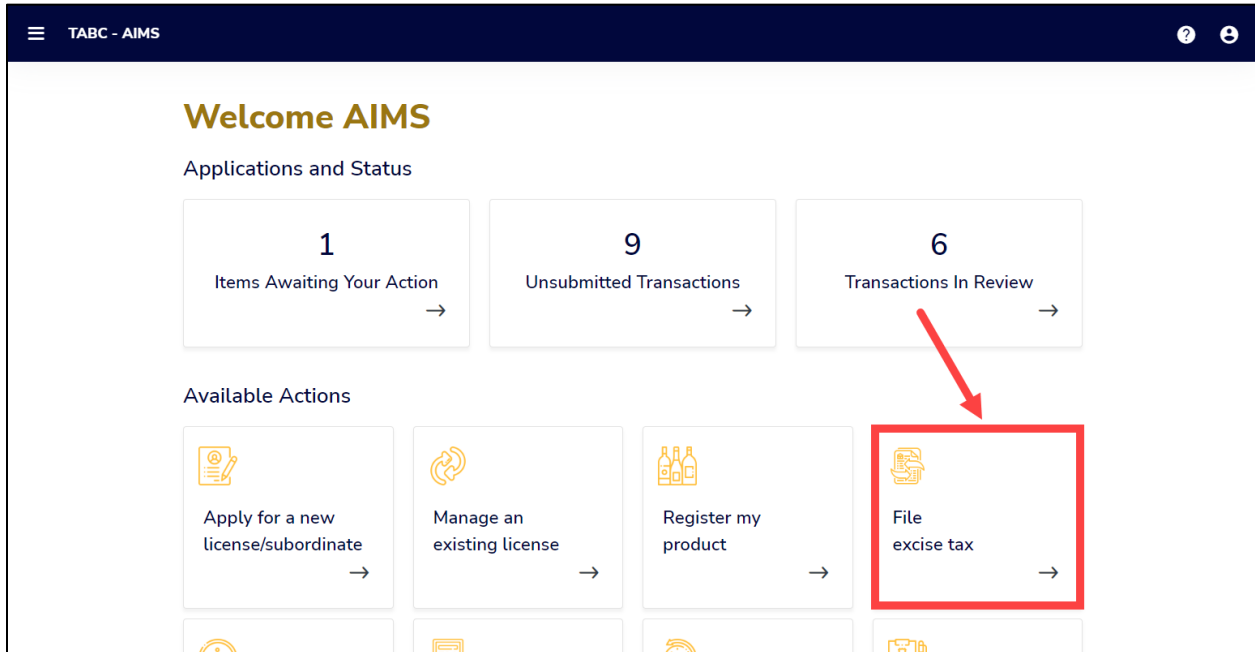 TABC - AIMS
Welcome AIMS
Applications and Status
1
Items Awaiting Your Action
9
Unsubmitted Transactions
6
Transactions In Review
Available Actions
Apply for a new
license/subordinate
Manage an
existing license
Register my
product
File
excise tax